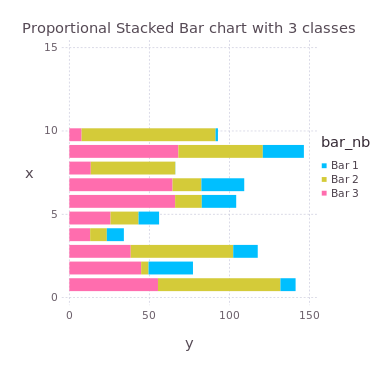 Proportional Stacked Bar chart with 3 classes
15
10
5
0
x
0 50 100 150
y
bar_nb
Bar 1
Bar 2
Bar 3